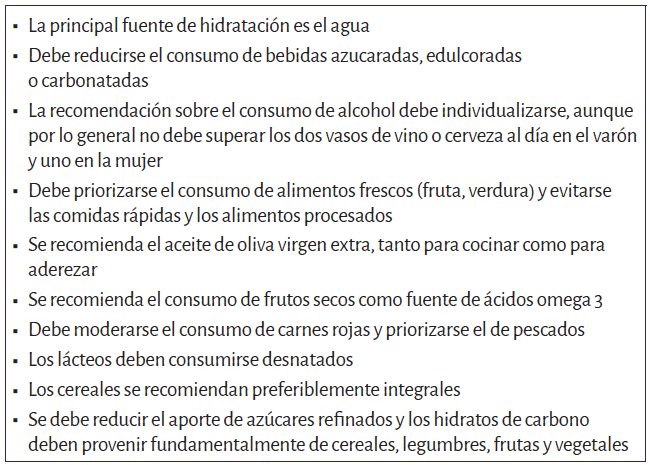 ▪ La principal fuente de hidratación es el agua
▪ Debe reducirse el consumo de bebidas azucaradas, edulcoradas
o carbonatadas
▪ La recomendación sobre el consumo de alcohol debe individualizarse, aunque
por lo general no debe superar los dos vasos de vino o cerveza al día en el varón
y uno en la mujer
▪ Debe priorizarse el consumo de alimentos frescos (fruta, verdura) y evitarse
las comidas rápidas y los alimentos procesados
▪ Se recomienda el aceite de oliva virgen extra, tanto para cocinar como para
aderezar
▪ Se recomienda el consumo de frutos secos como fuente de ácidos omega 3
▪ Debe moderarse el consumo de carnes rojas y priorizarse el de pescados
▪ Los lácteos deben consumirse desnatados
▪ Los cereales se recomiendan preferiblemente integrales
▪ Se debe reducir el aporte de azúcares refinados y los hidratos de carbono
deben provenir fundamentalmente de cereales, legumbres, frutas y vegetales